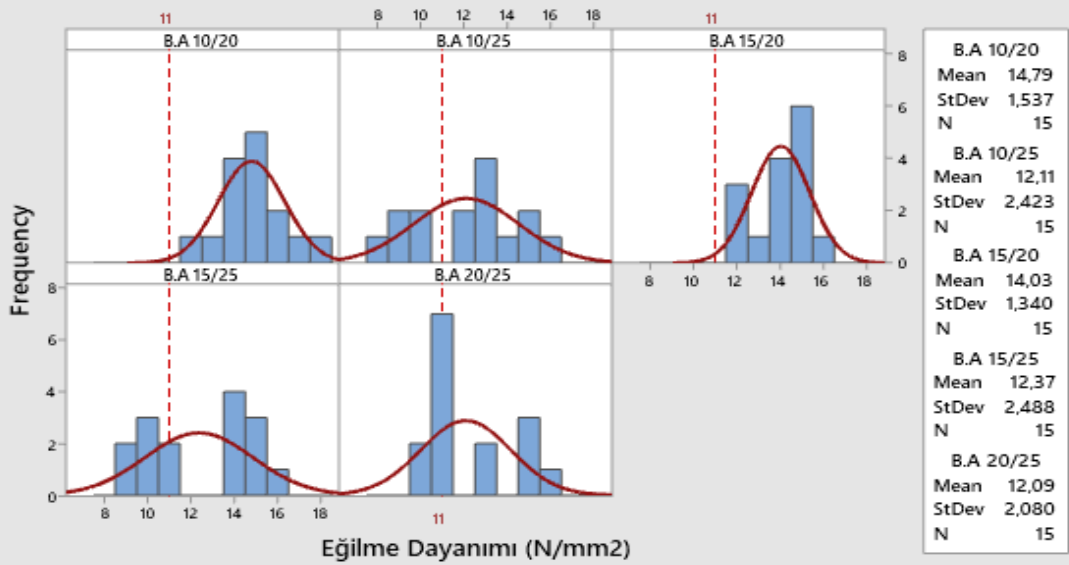 11
8 10 12 14 16 18
11
B.A 10/20
B.A 10/25
B.A 15/20
8
6
4
2
0
8 10 12 14 16 18
B.A 15/25
B.A 20/25
8
6
4
2
0
8 10 12 14 16 18
11
Frequency
Eğilme Dayanımı (N/mm2)
B.A 10/20
Mean 14,79
StDev 1,537
N 15
B.A 10/25
Mean 12,11
StDev 2,423
N 15
B.A 15/20
Mean 14,03
StDev 1,340
N 15
B.A 15/25
Mean 12,37
StDev 2,488
N 15
B.A 20/25
Mean 12,09
StDev 2,080
N 15